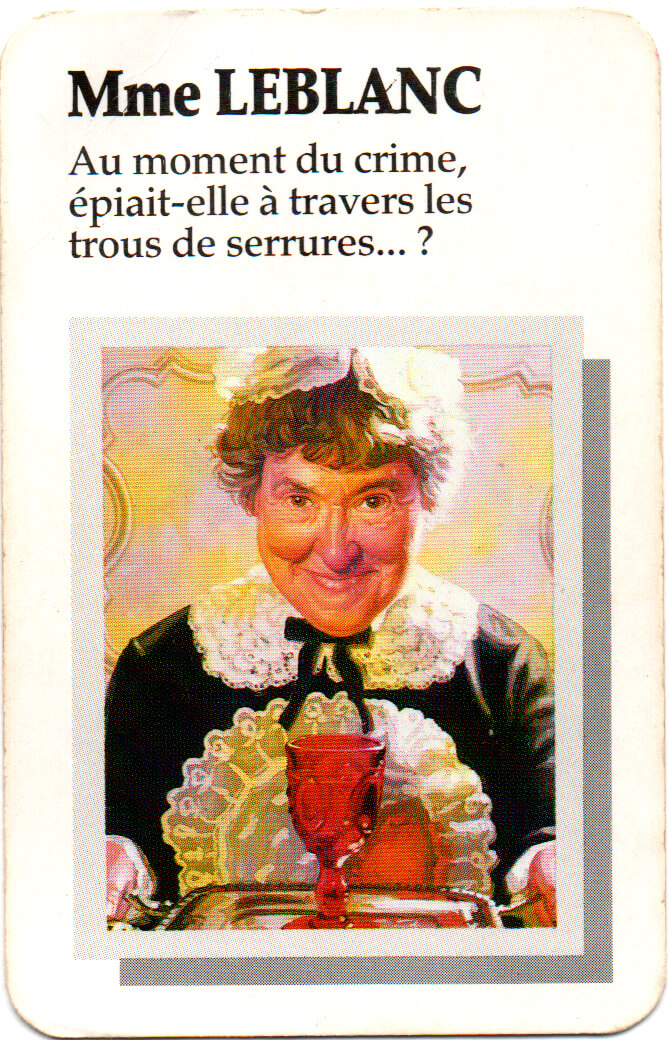 Mme LEBLANC
Au moment du crime,
épiait-elle à travers les
trous de serrures... ?